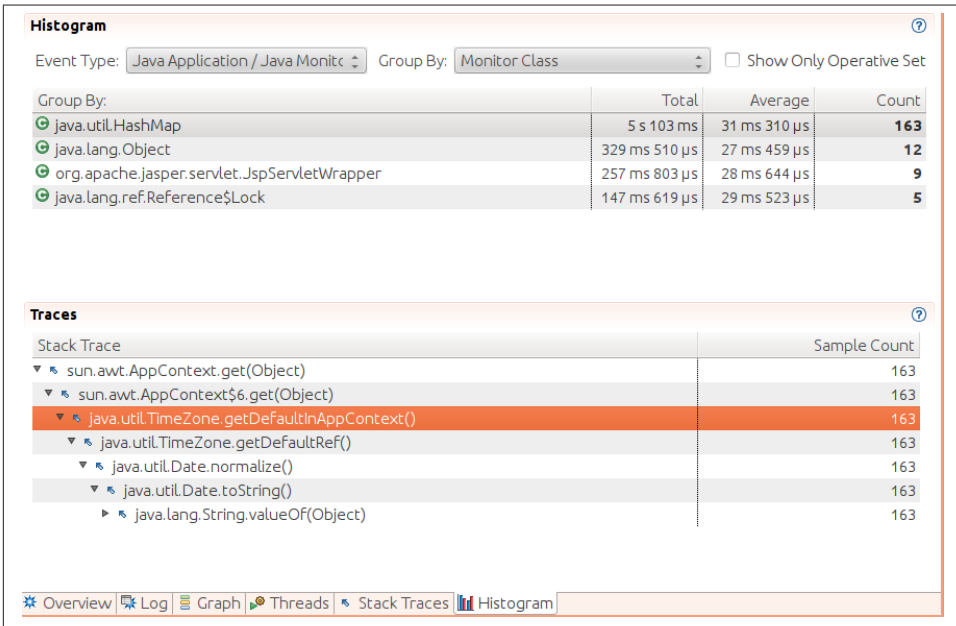 Histogram
Event Type: Java Application / Java Monitc Group By: Monitor Class Show Only Operative Set
Group By: Total Average Count
java.util.HashMap 5 s 103 ms 31 ms 310 µs 163
java.lang.Object 329 ms 510 µs 27 ms 459 µs 12
org.apache.jasper.servlet.JspServletWrapper 257 ms 803 µs 28 ms 644 µs 9
java.lang.ref.Reference$Lock 147 ms 619 µs 29 ms 523 µs 5
Traces
Stack Trace Sample Count
sun.awt.AppContext.get(Object) 163
sun.awt.AppContext$6.get(Object) 163
java.util.TimeZone.getDefaultInAppContext() 163
java.util.TimeZone.getDefaultRef() 163
java.util.Date.normalize() 163
java.util.Date.toString() 163
java.lang.String.valueOf(Object) 163
Overview Log Graph Threads Stack Traces Histogram